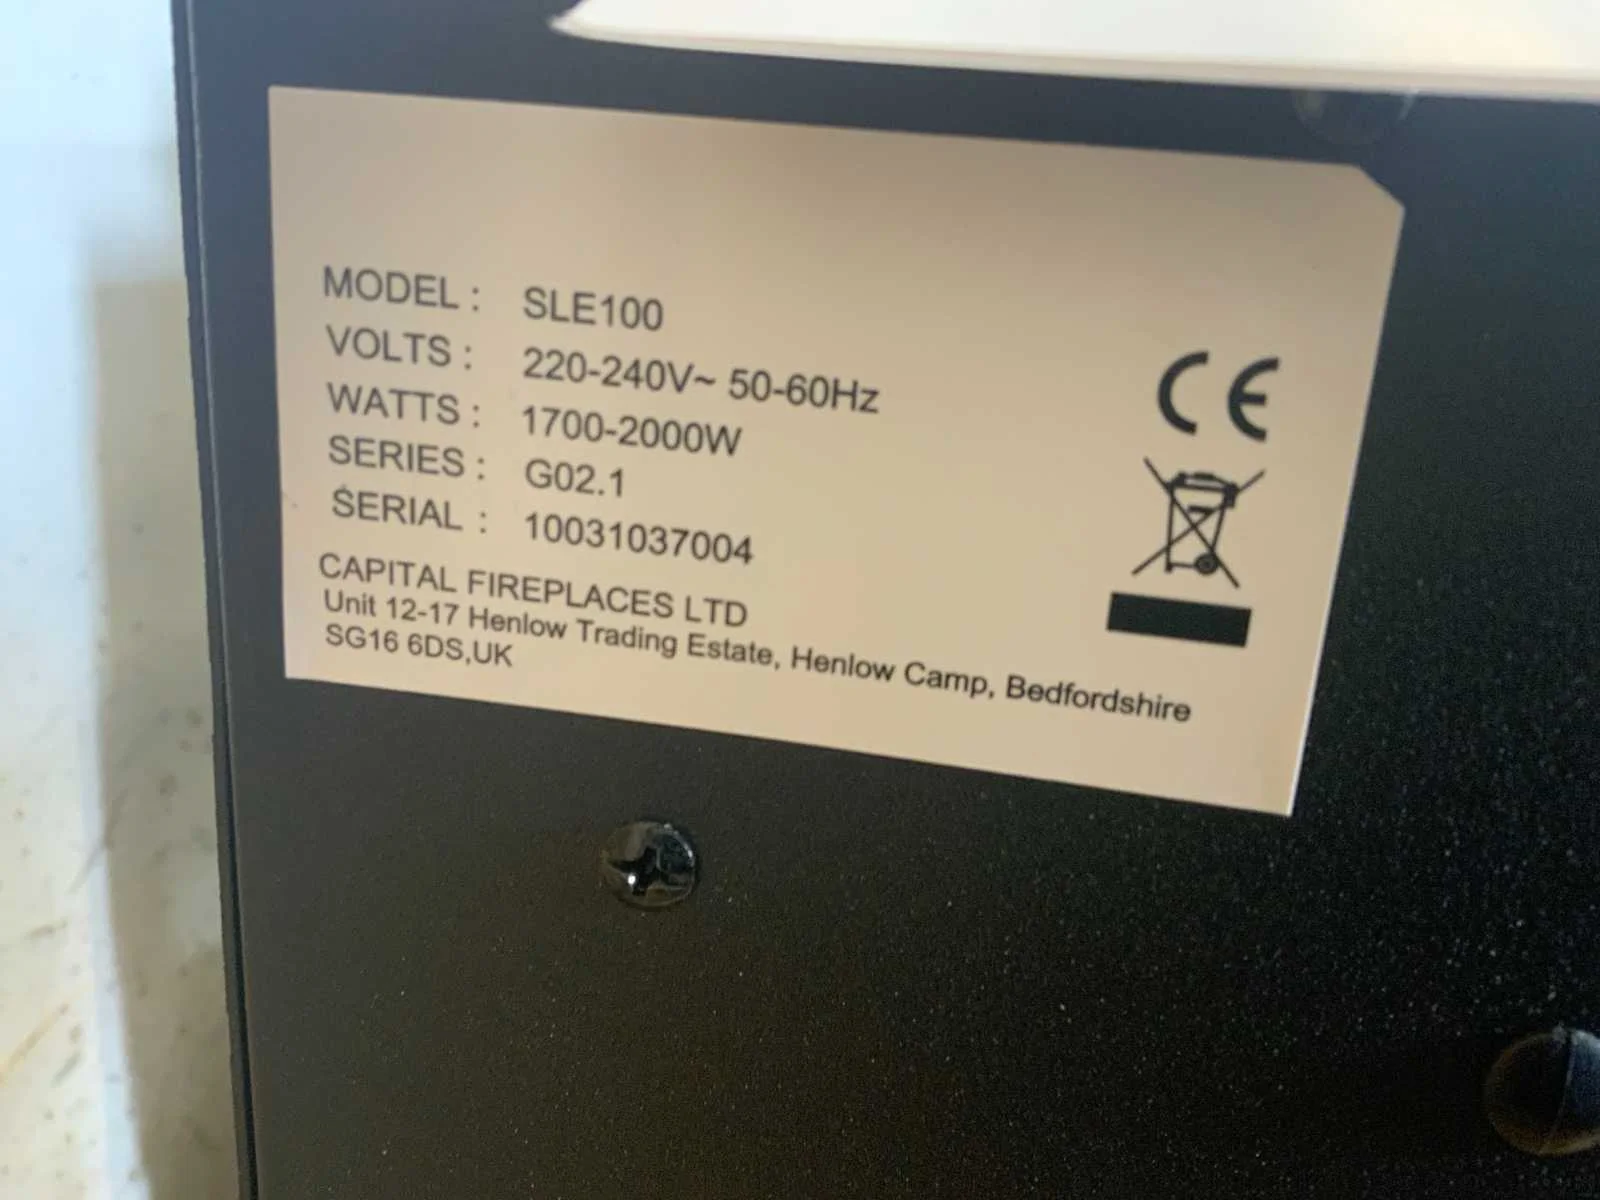 MODEL : SLE100
VOLTS : 220-240V~ 50-60Hz
WATTS : 1700-2000W
SERIES : G02.1
SERIAL : 10031037004
CAPITAL FIREPLACES LTD
Unit 12-17 Henlow Trading Estate, Henlow Camp, Bedfordshire
SG16 6DS,UK
CE